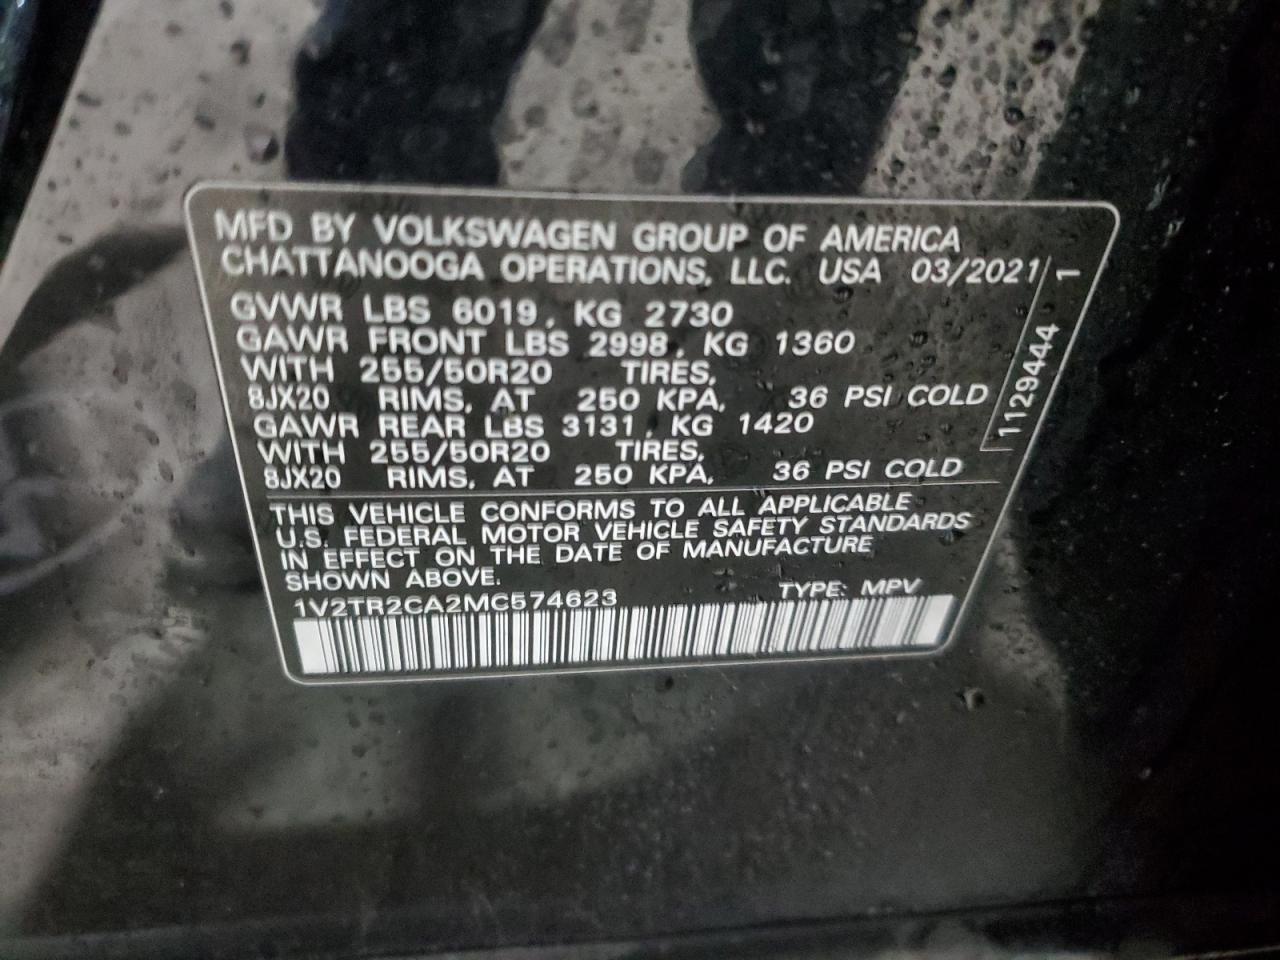 MFD BY VOLKSWAGEN GROUP OF AMERICA
CHATTANOOGA OPERATIONS, LLC. USA 03/2021
GVWR LBS 6019, KG 2730
GAWR FRONT LBS 2998, KG 1360
WITH 255/50R20 TIRES,
8JX20 RIMS, AT 250 KPA, 36 PSI COLD
GAWR REAR LBS 3131, KG 1420
WITH 255/50R20 TIRES,
8JX20 RIMS, AT 250 KPA, 36 PSI COLD
1129444 1
THIS VEHICLE CONFORMS TO ALL APPLICABLE
U.S. FEDERAL MOTOR VEHICLE SAFETY STANDARDS
IN EFFECT ON THE DATE OF MANUFACTURE
SHOWN ABOVE.
1V2TR2CA2MC574623 TYPE: MPV